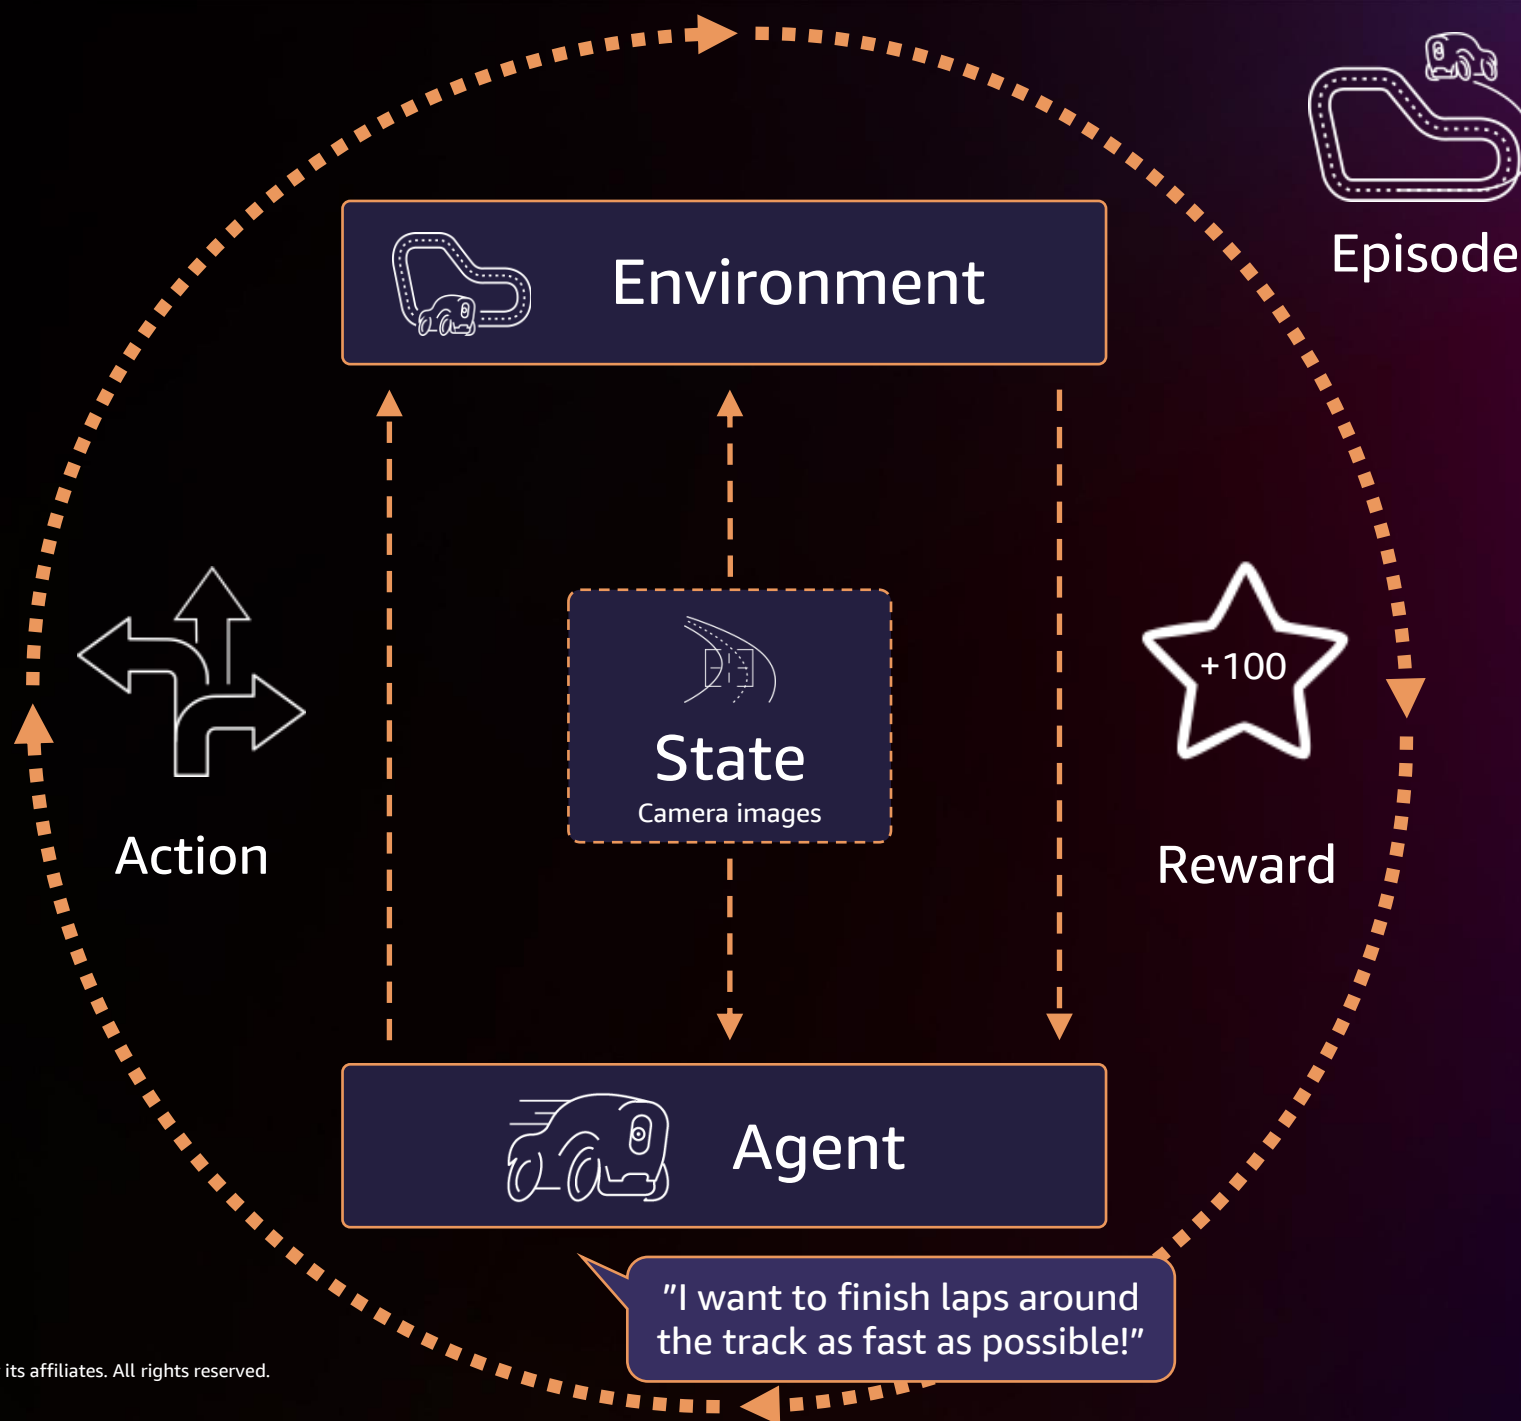 Episode
Environment
+100
State
Camera images
Action
Reward
Agent
"I want to finish laps around
the track as fast as possible!"
its affiliates. All rights reserved.